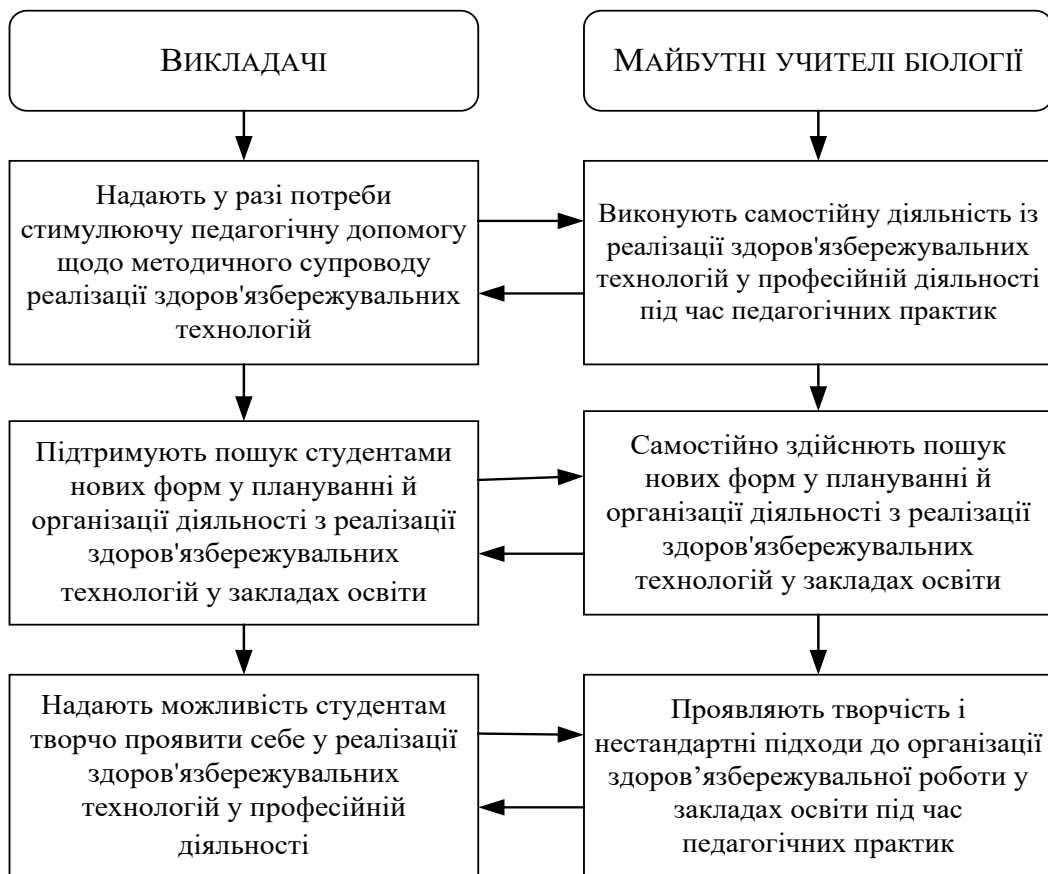 ВИКЛАДАЧІ
МАЙБУТНІ УЧИТЕЛІ БІОЛОГІЇ
Надають у разі потреби
стимулюючу педагогічну допомогу
щодо методичного супроводу
реалізації здоров'язбережувальних
технологій
Виконують самостійну діяльність із
реалізації здоров'язбережувальних
технологій у професійній діяльності
під час педагогічних практик
Підтримують пошук студентами
нових форм у плануванні й
організації діяльності з реалізації
здоров'язбережувальних
технологій у закладах освіти
Самостійно здійснють пошук
нових форм у плануванні й
організації діяльності з реалізації
здоров'язбережувальних
технологій у закладах освіти
Надають можливість студентам
творчо проявити себе у реалізації
здоров'язбережувальних
технологій у професійній
діяльності
Проявляють творчість і
нестандартні підходи до організації
здоров’язбережувальної роботи у
закладах освіти під час
педагогічних практик